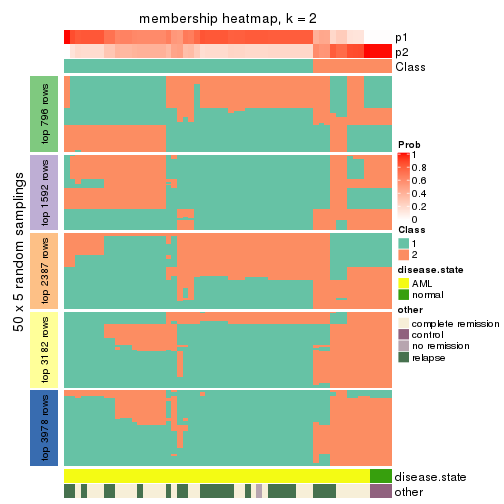 membership heatmap, k = 2
p1
p2
Class
50 x 5 random samplings
top 796 rows
top 1592 rows
top 2387 rows
top 3182 rows
top 3978 rows
Prob
1
0.8
0.6
0.4
0.2
0
Class
1
2
disease.state
AML
normal
other
complete remission
control
no remission
relapse
disease.state
other